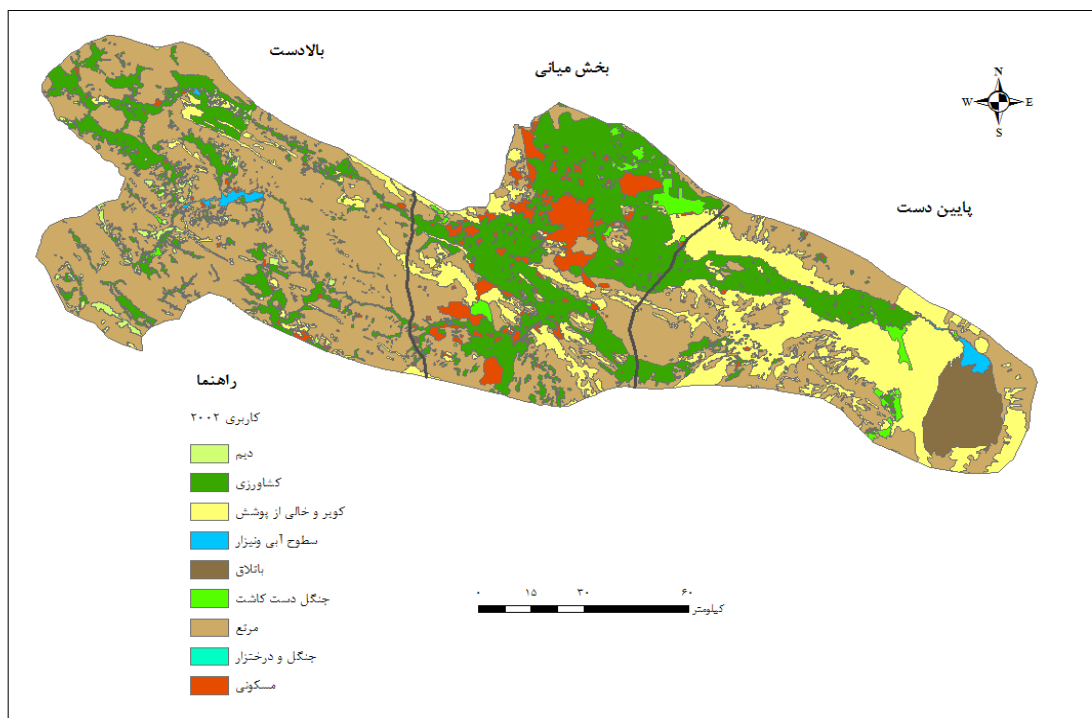 بالادست
بخش میانی
پایین دست
N
W E
S
راهنما
کاربری ۲۰۰۲
دیم
کشاورزی
کویر و خالی از پوشش
سطوح آبی ونیزار
باتلاق
جنگل دست کاشت
مرتع
جنگل و درختزار
مسکونی
۰ ۱۵ ۳۰ ۶۰
کیلومتر